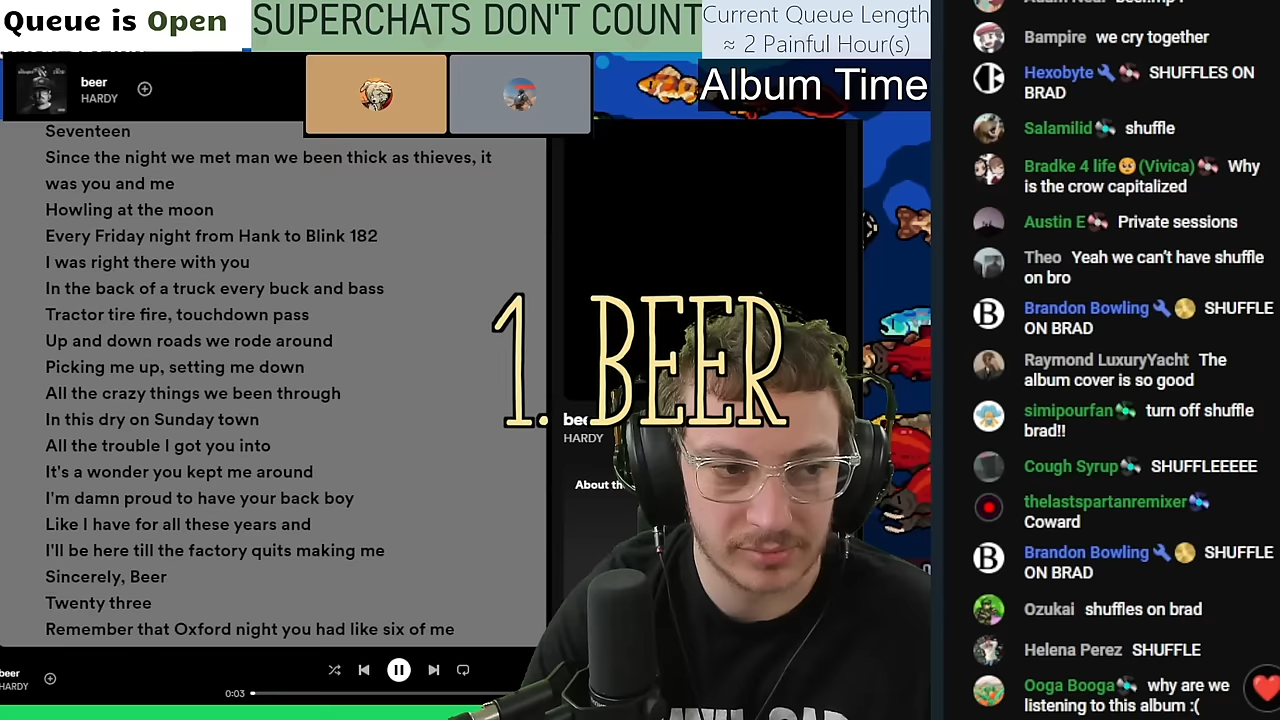 Queue is Open
SUPERCHATS DON'T COUNT
Current Queue Length
≈ 2 Painful Hour(s)
Album Time
beer
HARDY
Seventeen
Since the night we met man we been thick as thieves, it
was you and me
Howling at the moon
Every Friday night from Hank to Blink 182
I was right there with you
In the back of a truck every buck and bass
Tractor tire fire, touchdown pass
Up and down roads we rode around
Picking me up, setting me down
All the crazy things we been through
In this dry on Sunday town
All the trouble I got you into
It's a wonder you kept me around
I'm damn proud to have your back boy
Like I have for all these years and
I'll be here till the factory quits making me
Sincerely, Beer
Twenty three
Remember that Oxford night you had like six of me
1. BEER
HARDY
About th
beer
HARDY
0:03
Bampire we cry together
Hexobyte SHUFFLES ON
BRAD
Salamilid shuffle
Bradke 4 life (Vivica) Why
is the crow capitalized
Austin E Private sessions
Theo Yeah we can't have shuffle
on bro
Brandon Bowling SHUFFLE
ON BRAD
Raymond LuxuryYacht The
album cover is so good
simipourfan turn off shuffle
brad!!
Cough Syrup SHUFFLEEEEE
thelastspartanremixer
Coward
Brandon Bowling SHUFFLE
ON BRAD
Ozukai shuffles on brad
Helena Perez SHUFFLE
Ooga Booga why are we
listening to this album :(